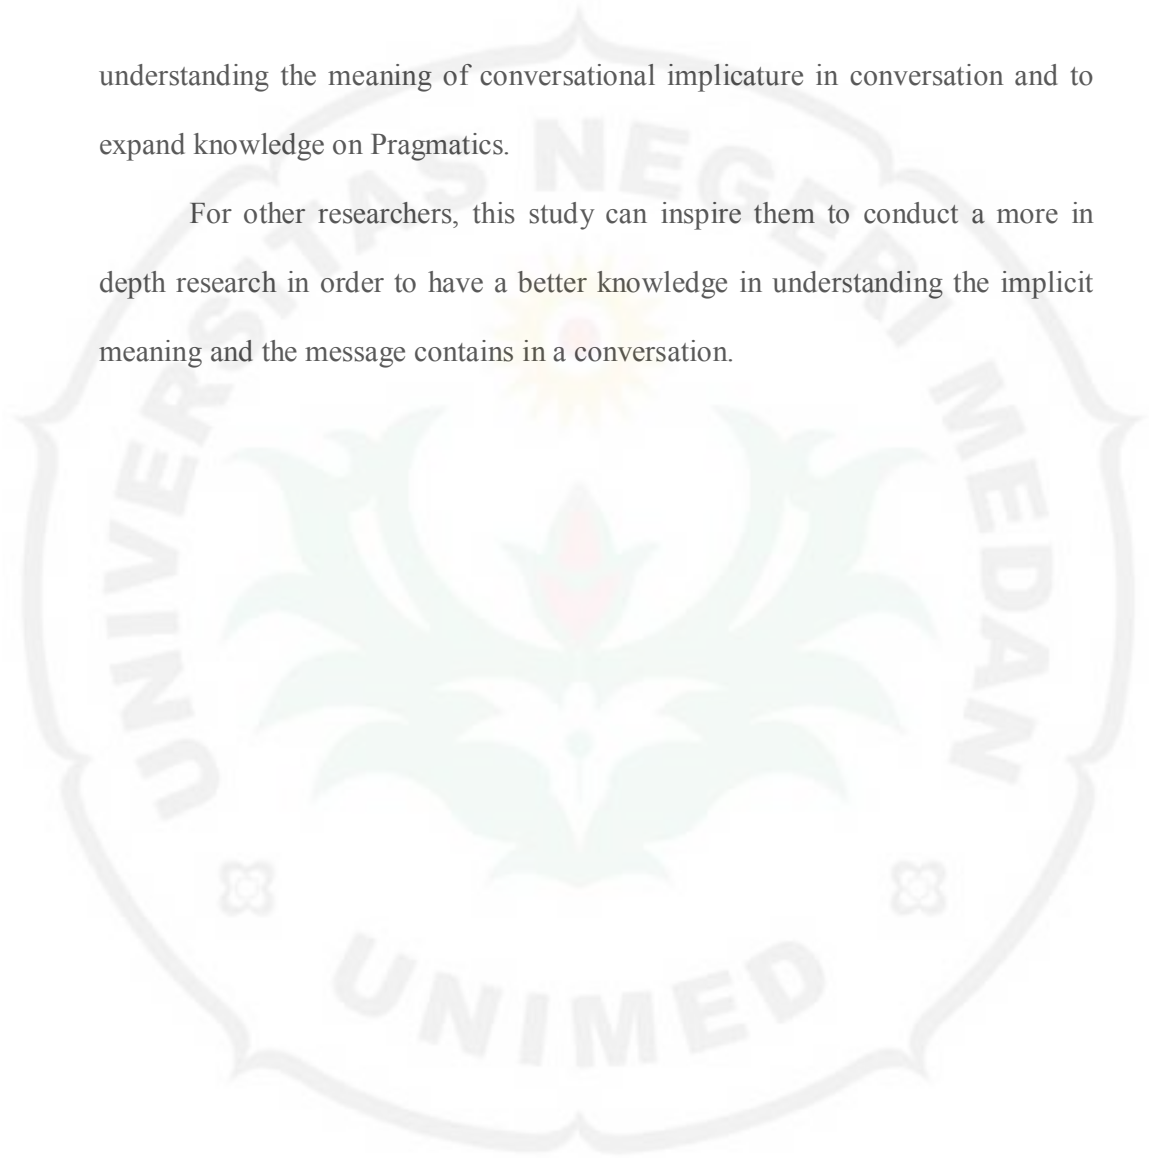 understanding the meaning of conversational implicature in conversation and to
expand knowledge on Pragmatics.
For other researchers, this study can inspire them to conduct a more in
depth research in order to have a better knowledge in understanding the implicit
meaning and the message contains in a conversation.
UNIVERSITAS NEGERI MEDAN
UNIMED